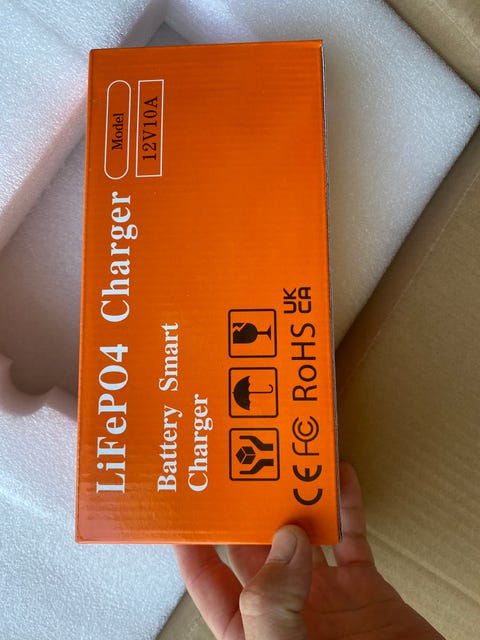 LiFePO4 Charger
Model
12V10A
Battery Smart
Charger
CE FC RoHS UK
CA